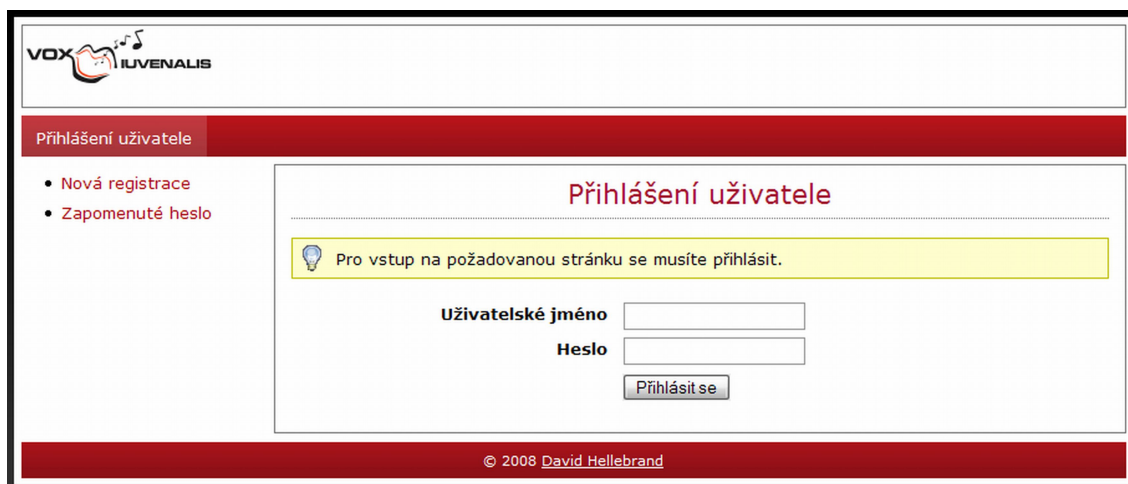 VOX IUVENALIS
Přihlášení uživatele
Nová registrace
Zapomenuté heslo
Přihlášení uživatele
Pro vstup na požadovanou stránku se musíte přihlásit.
Uživatelské jméno
Heslo
Přihlásit se
© 2008 David Hellebrand